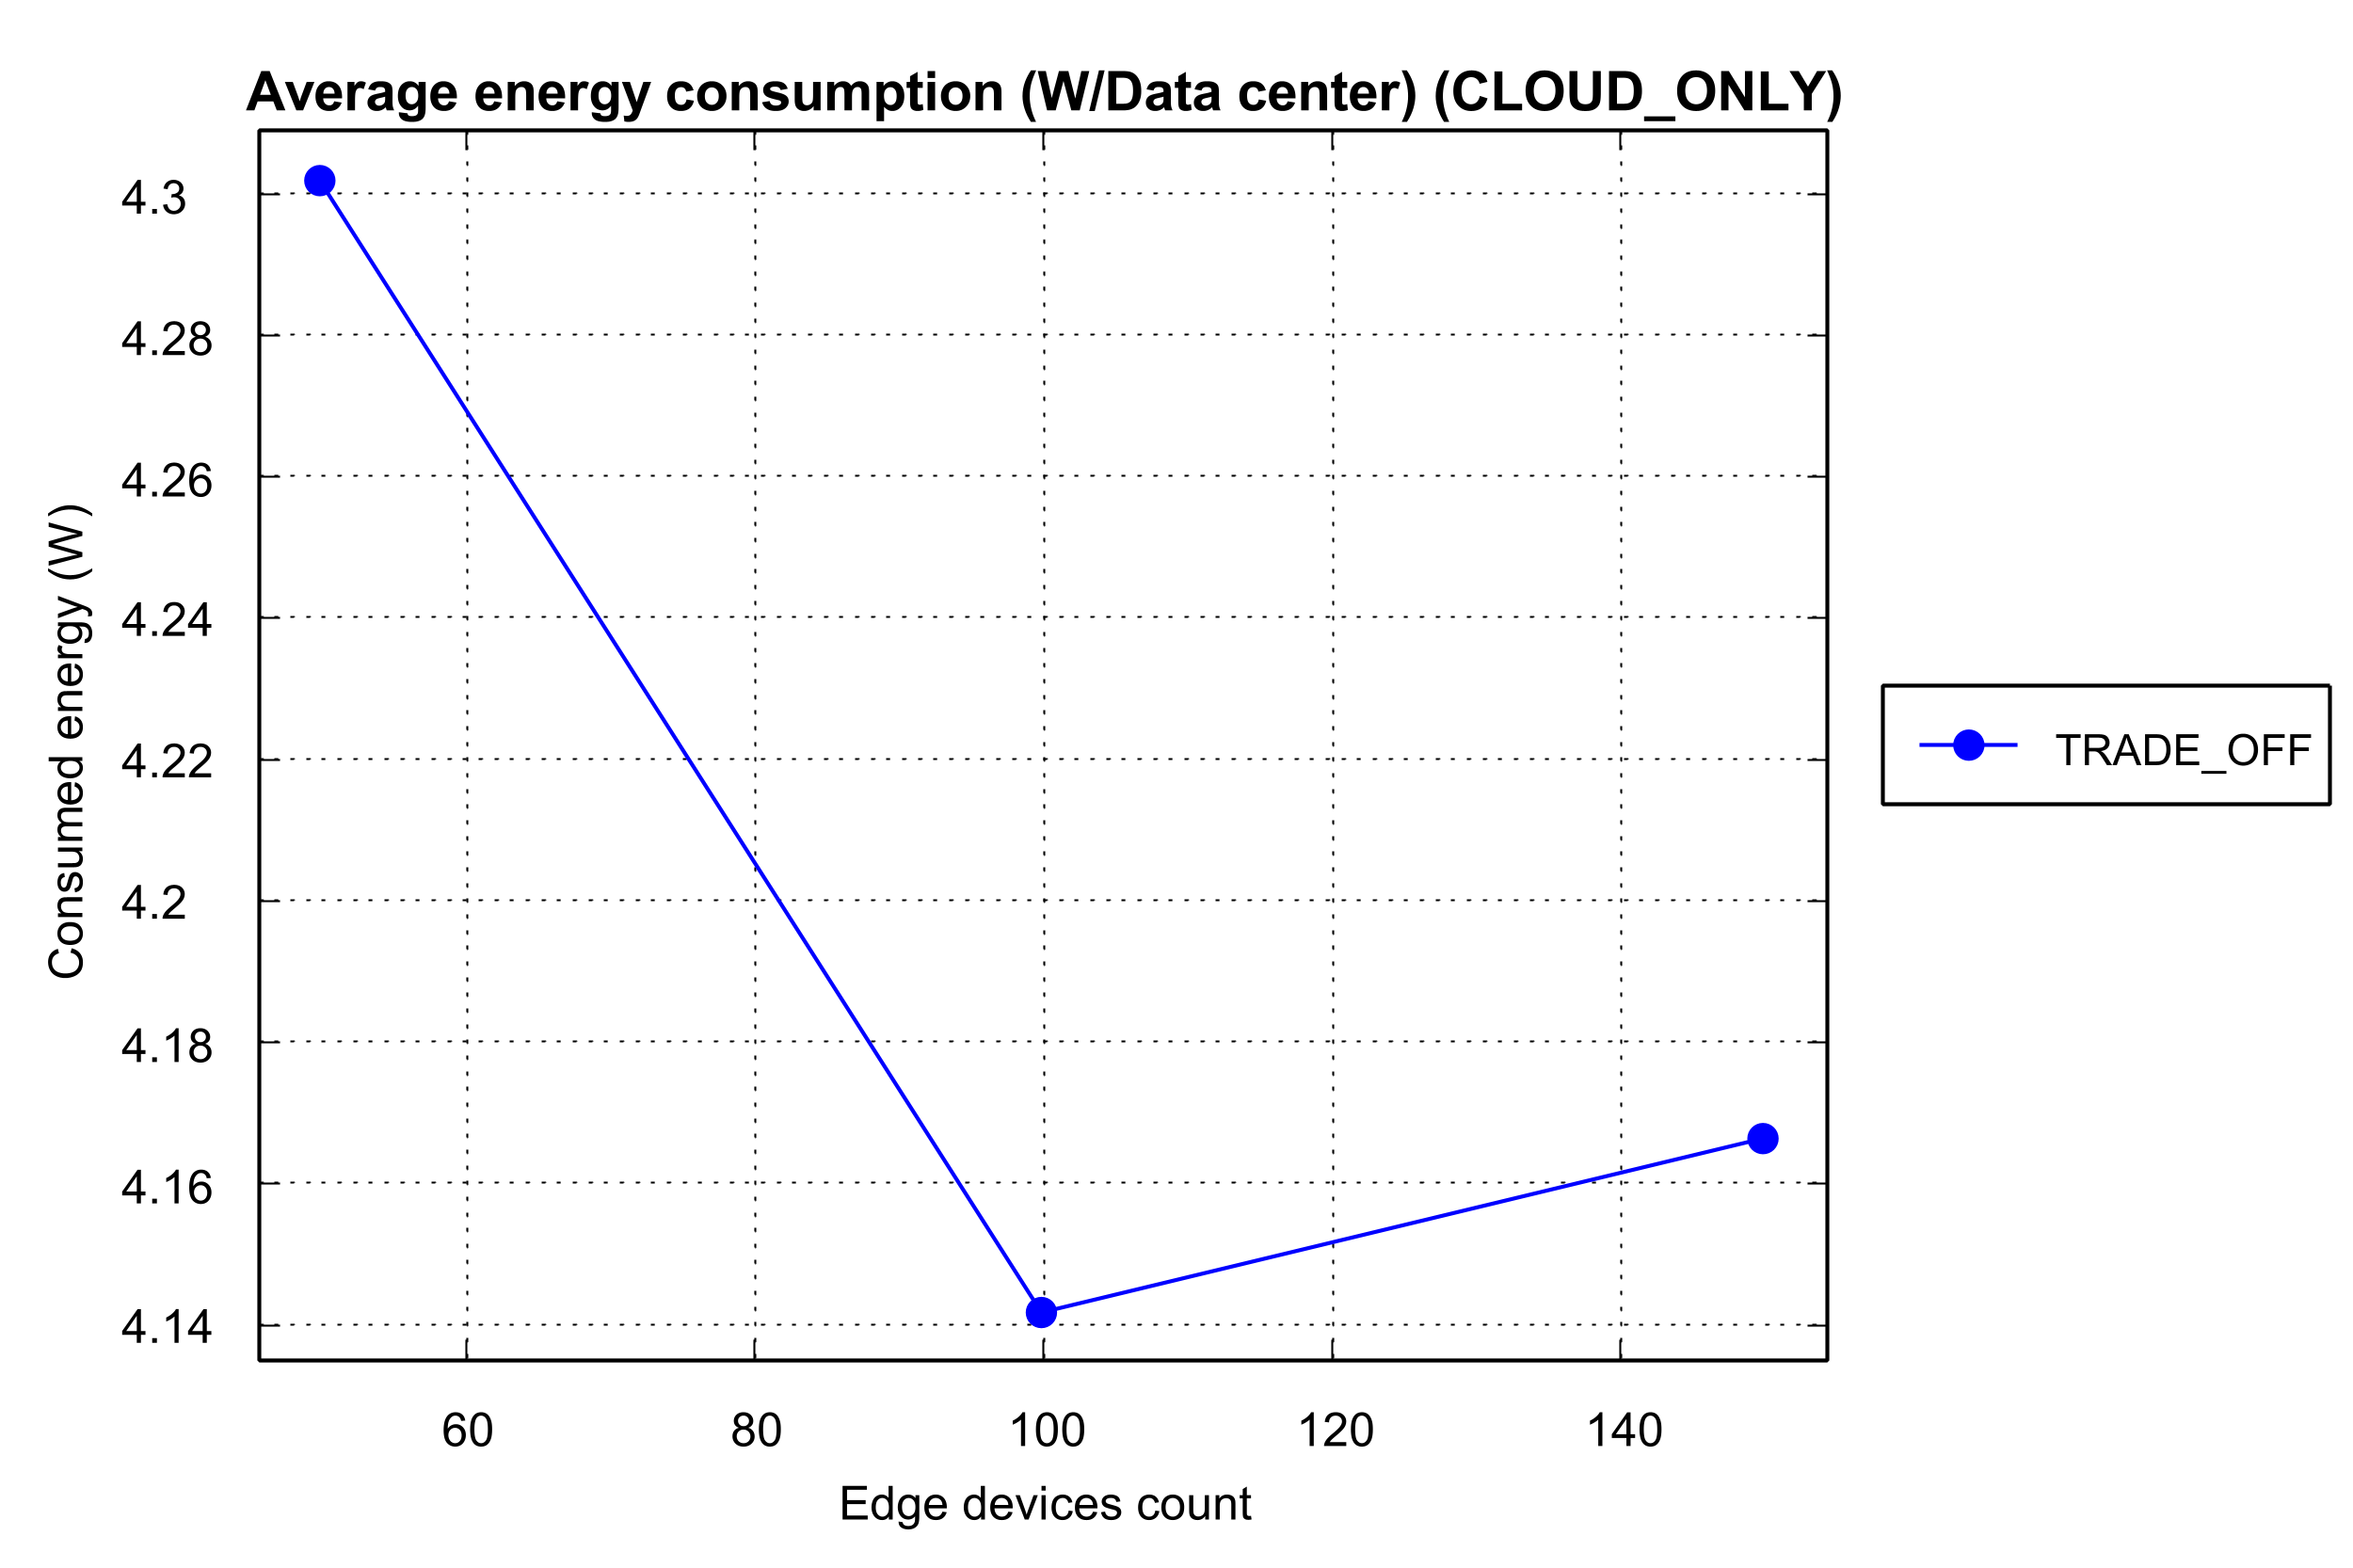 Average energy consumption (W/Data center) (CLOUD_ONLY)
Consumed energy (W)
4.3
4.28
4.26
4.24
4.22
4.2
4.18
4.16
4.14
60 80 100 120 140
Edge devices count
TRADE_OFF